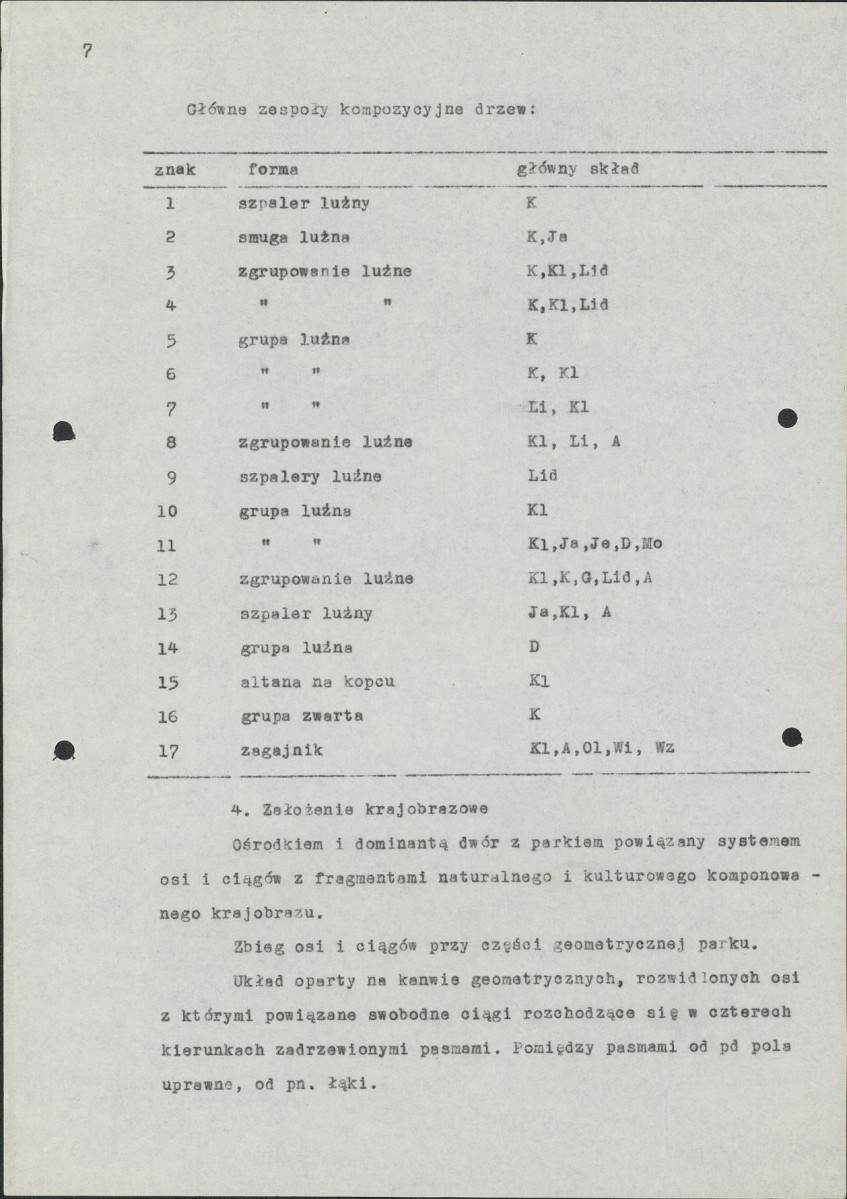 7
Główne zespoły kompozycyjne drzew:
znak forma główny skład
1 szpaler luźny K
2 smuga luźna K,Ja
3 zgrupowanie luźne K,Kl,Lid
4 " " K,Kl,Lid
5 grupa luźna K
6 " " K, Kl
7 " " Li, Kl
8 zgrupowanie luźne Kl, Li, A
9 szpalery luźne Lid
10 grupa luźna Kl
11 " " Kl,Ja,Je,D,Mo
12 zgrupowanie luźne Kl,K,G,Lid,A
13 szpaler luźny Ja,Kl, A
14 grupa luźna D
15 altana na kopcu Kl
16 grupa zwarta K
17 zagajnik Kl,A,Ol,Wi, Wz
4. Założenie krajobrazowe
Ośrodkiem i dominantą dwór z parkiem powiązany systemem
osi i ciągów z fragmentami naturalnego i kulturowego komponowa -
nego krajobrazu.
Zbieg osi i ciągów przy części geometrycznej parku.
Układ oparty na kanwie geometrycznych, rozwidlonych osi
z którymi powiązane swobodne ciągi rozchodzące się w czterech
kierunkach zadrzewionymi pasmami. Pomiędzy pasmami od pd pola
uprawne, od pn. łąki.